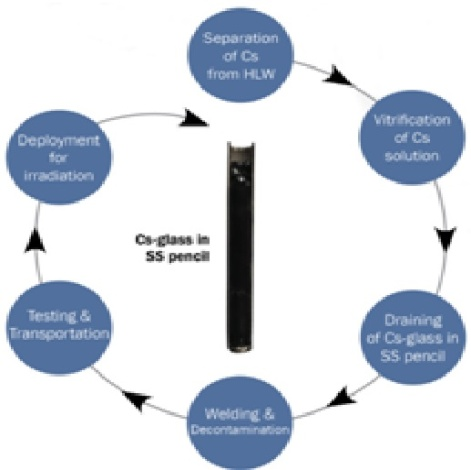 Separation
of Cs
from HLW
Vitrification
of Cs
solution
Draining
of Cs-glass in
SS pencil
Welding &
Decontamination
Testing &
Transportation
Deployment
for
irradiation
Cs-glass in
SS pencil